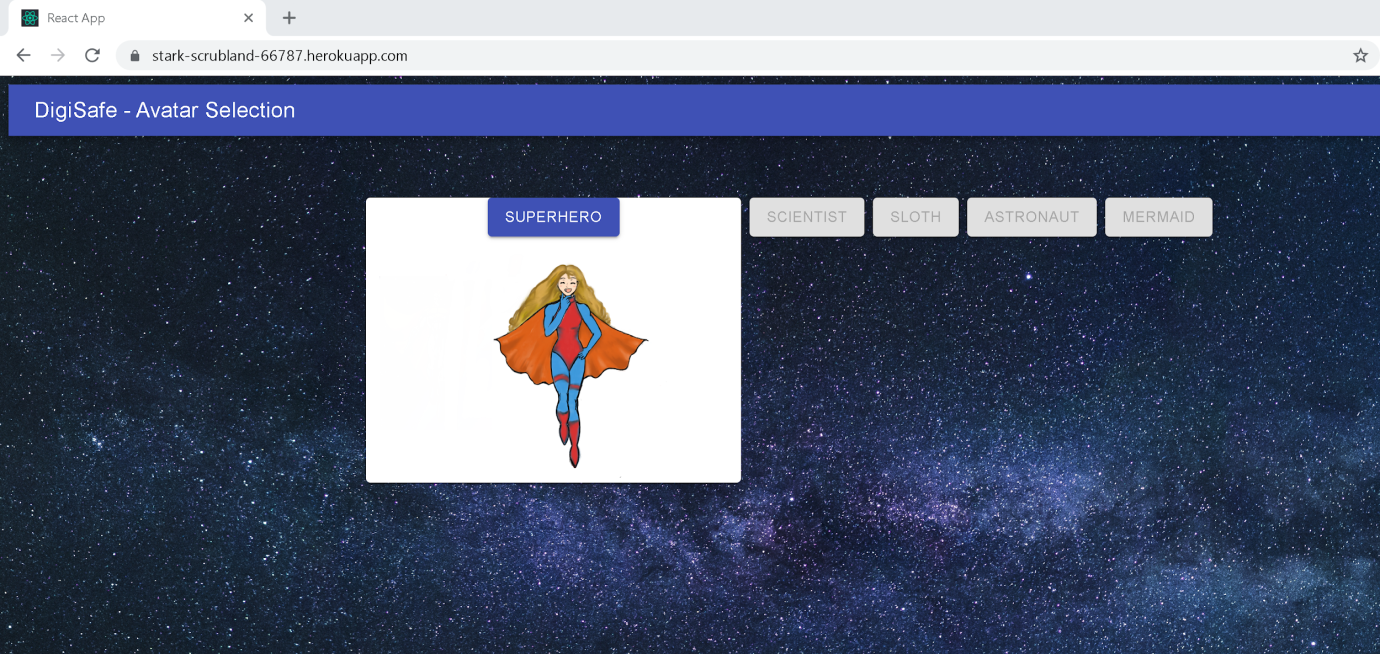 React App
stark-scrubland-66787.herokuapp.com
DigiSafe - Avatar Selection
SUPERHERO SCIENTIST SLOTH ASTRONAUT MERMAID